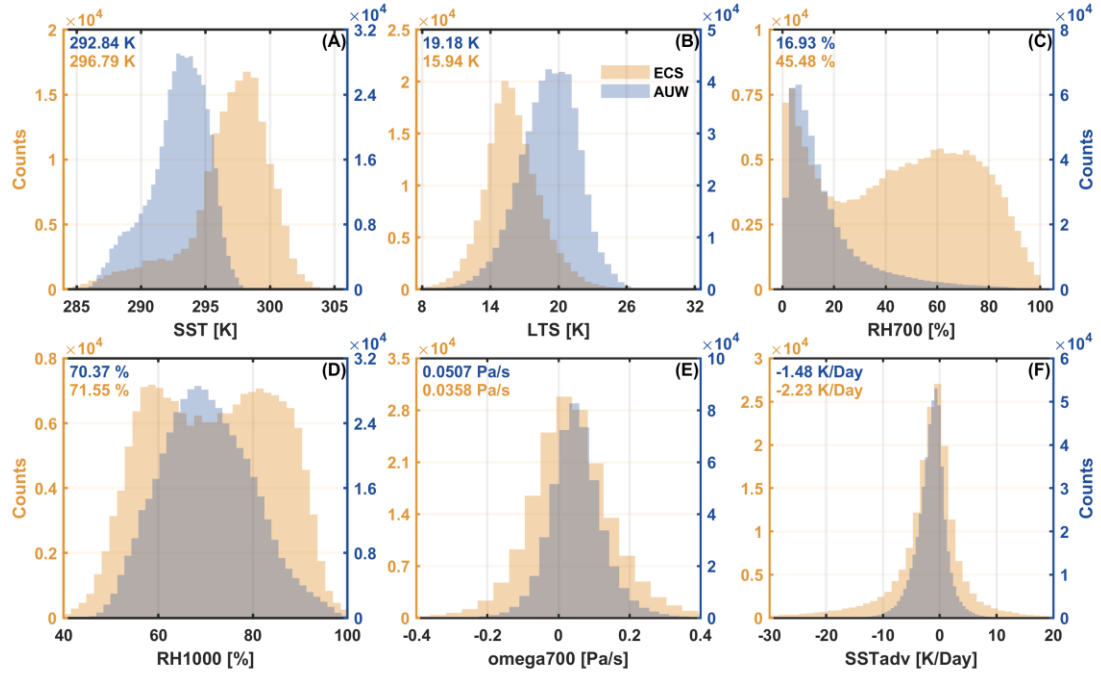 ×10⁴ ×10⁴
292.84 K
296.79 K
(A)
Counts
2
1.5
1
0.5
0
3.2
2.4
1.6
0.8
0
285 290 295 300 305
SST [K]
×10⁴ ×10⁴
19.18 K
15.94 K
(B)
ECS
AUW
2.5
2
1.5
1
0.5
0
5
4
3
2
1
0
8 14 20 26 32
LTS [K]
×10⁴ ×10⁴
16.93 %
45.48 %
(C)
1
0.75
0.5
0.25
0
8
6
4
2
0
Counts
0 20 40 60 80 100
RH700 [%]
×10⁴ ×10⁴
70.37 %
71.55 %
(D)
Counts
0.8
0.6
0.4
0.2
0
3.2
2.4
1.6
0.8
0
40 60 80 100
RH1000 [%]
×10⁴ ×10⁴
0.0507 Pa/s
0.0358 Pa/s
(E)
3.5
2.8
2.1
1.4
0.7
0
10
8
6
4
2
0
-0.4 -0.2 0 0.2 0.4
omega700 [Pa/s]
×10⁴ ×10⁴
-1.48 K/Day
-2.23 K/Day
(F)
3
2.5
2
1.5
1
0.5
0
6
5
4
3
2
1
0
Counts
-30 -20 -10 0 10 20
SSTadv [K/Day]